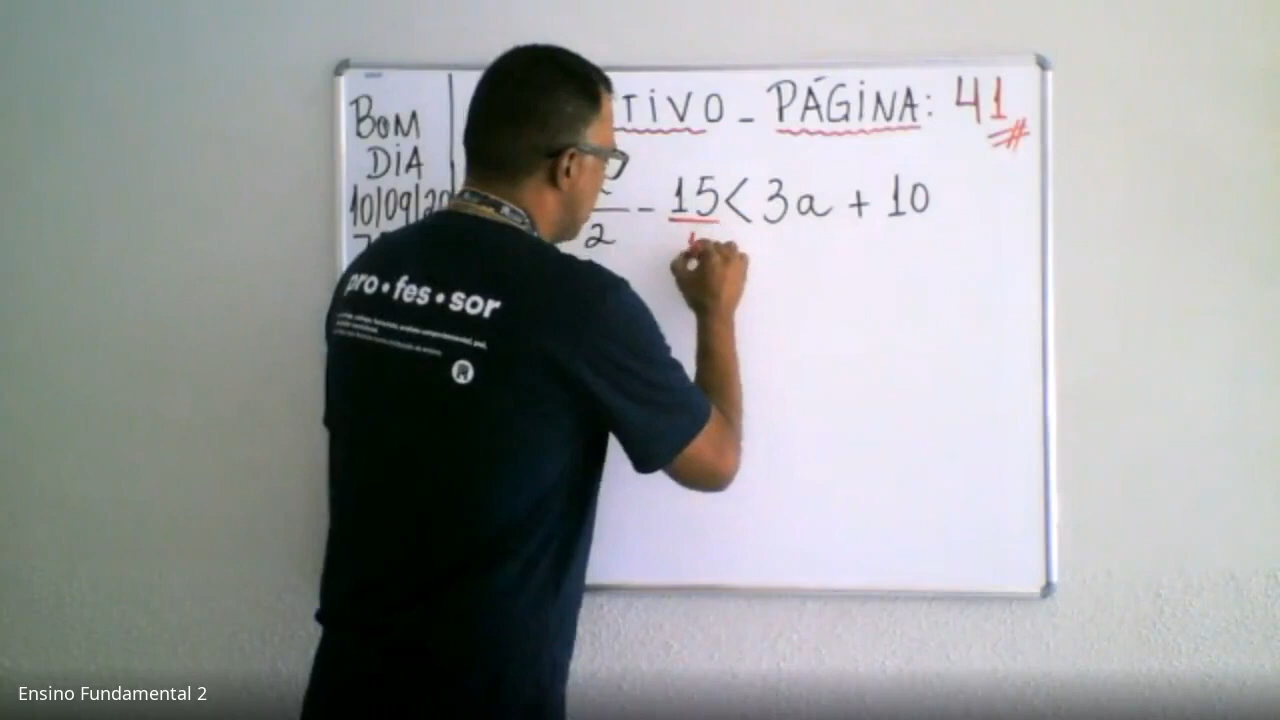 BOM
DIA
10/09/20
TIVO - PÁGINA: 41
2 - 15 < 3a + 10
pro•fes•sor
Ensino Fundamental 2